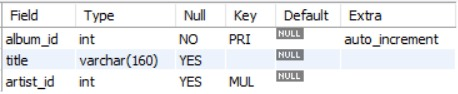 Field Type Null Key Default Extra
album_id int NO PRI NULL auto_increment
title varchar(160) YES NULL
artist_id int YES MUL NULL